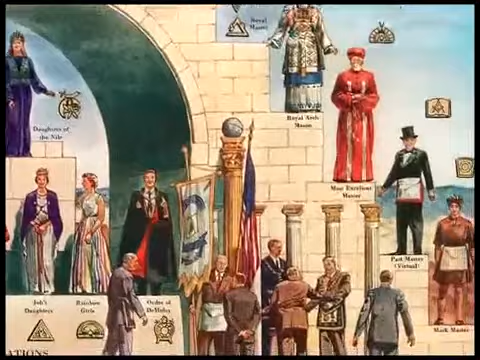 Royal
Master
Royal Arch
Mason
Daughters of
the Nile
Most Excellent
Master
Past Master
(Virtual)
Job's
Daughters
Rainbow
Girls
Order of
DeMolay
Mark Master
ATIONS